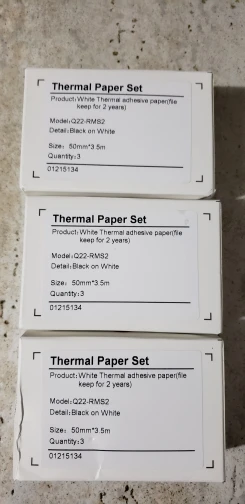 Thermal Paper Set
Product:White Thermal adhesive paper(file
keep for 2 years)
Model:Q22-RMS2
Detail:Black on White
Size: 50mm*3.5m
Quantity:3
01215134
Thermal Paper Set
Product:White Thermal adhesive paper(file
keep for 2 years)
Model:Q22-RMS2
Detail:Black on White
Size: 50mm*3.5m
Quantity:3
01215134
Thermal Paper Set
Product:White Thermal adhesive paper(file
keep for 2 years)
Model:Q22-RMS2
Detail:Black on White
Size: 50mm*3.5m
Quantity:3
01215134